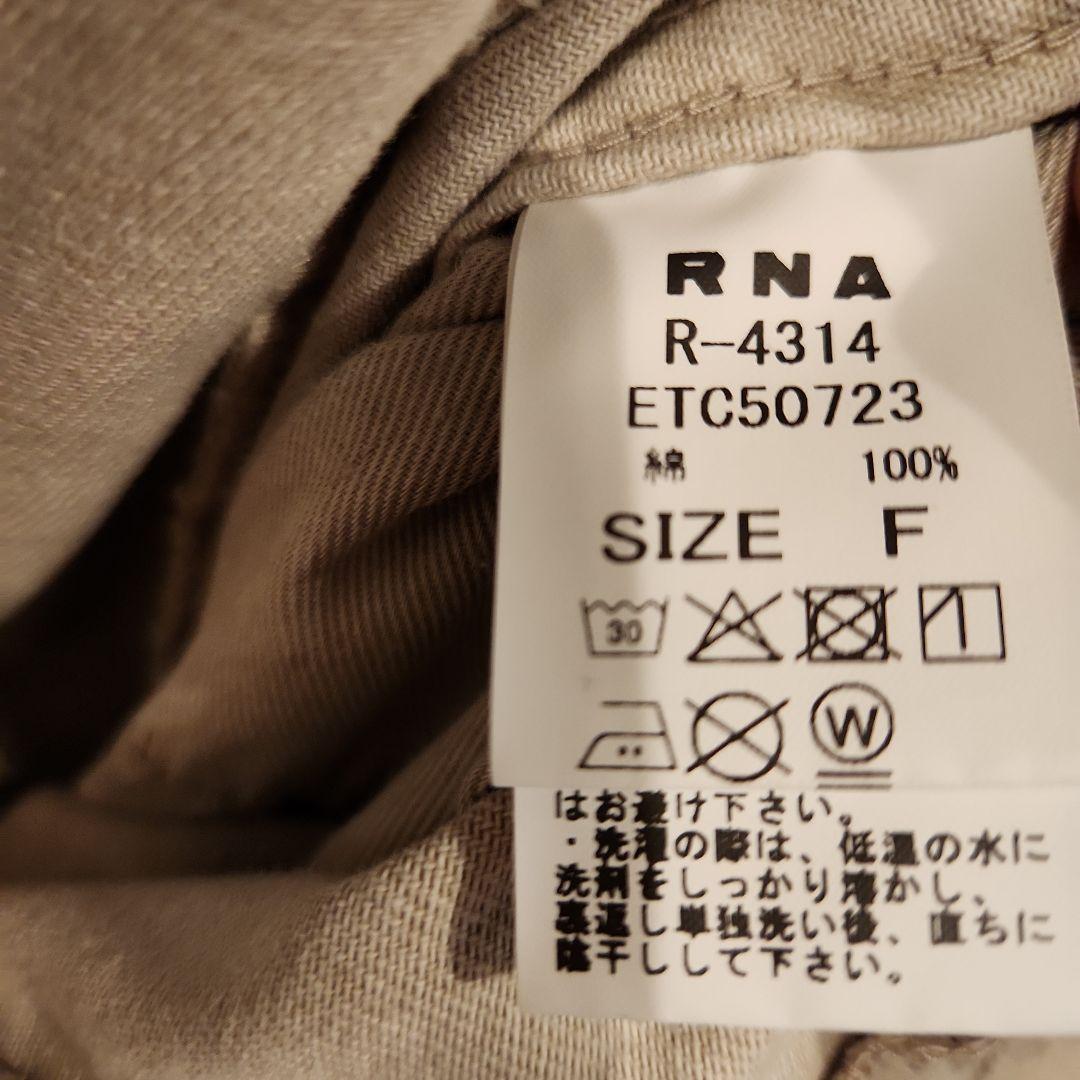 RNA
R-4314
ETC50723
綿 100%
SIZE F
30
W
はお避け下さい。
・洗濯の際は、低温の水に
洗剤をしっかり溶かし、
裏返し単独洗い後、直ちに
陰干しして下さい。